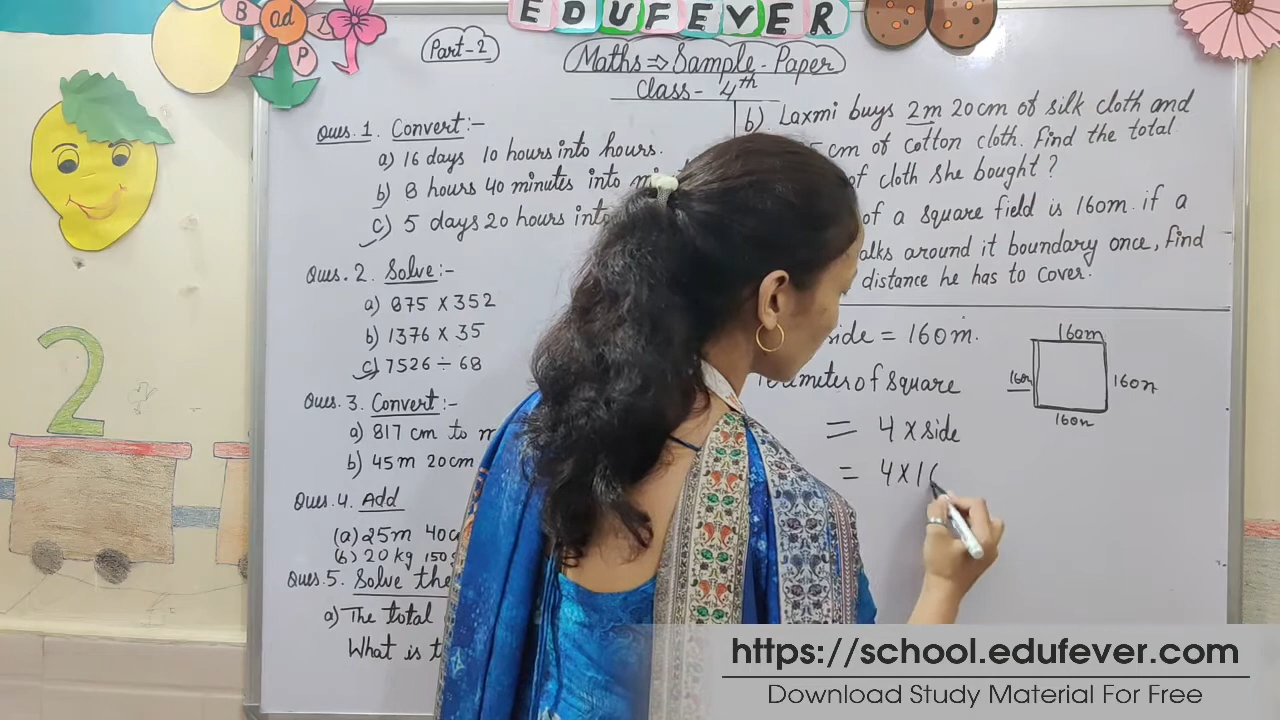 B ad P
EDUFEVER
Part-2
Maths ⇒ Sample-Paper
Class- 4th
Ques.1. Convert:-
a) 16 days 10 hours into hours.
b) 8 hours 40 minutes into
c) 5 days 20 hours
Ques.2. Solve:-
a) 875 X 352
b) 1376 X 35
c) 7526 ÷ 68
Ques.3. Convert:-
a) 817 cm to
b) 45m 20cm
Ques.4. Add
(a) 25m
(b) 20 kg 150
Ques.5. Solve the
a) The total
What is
b) Laxmi buys 2m 20cm of silk cloth and
cm of cotton cloth. Find the total
of cloth she bought?
of a square field is 160m. if a
around it boundary once, find
distance he has to cover.
side = 160m.
of square
= 4 x side
= 4 x 1
160m
160m
160m
2
https://school.edufever.com
Download Study Material For Free